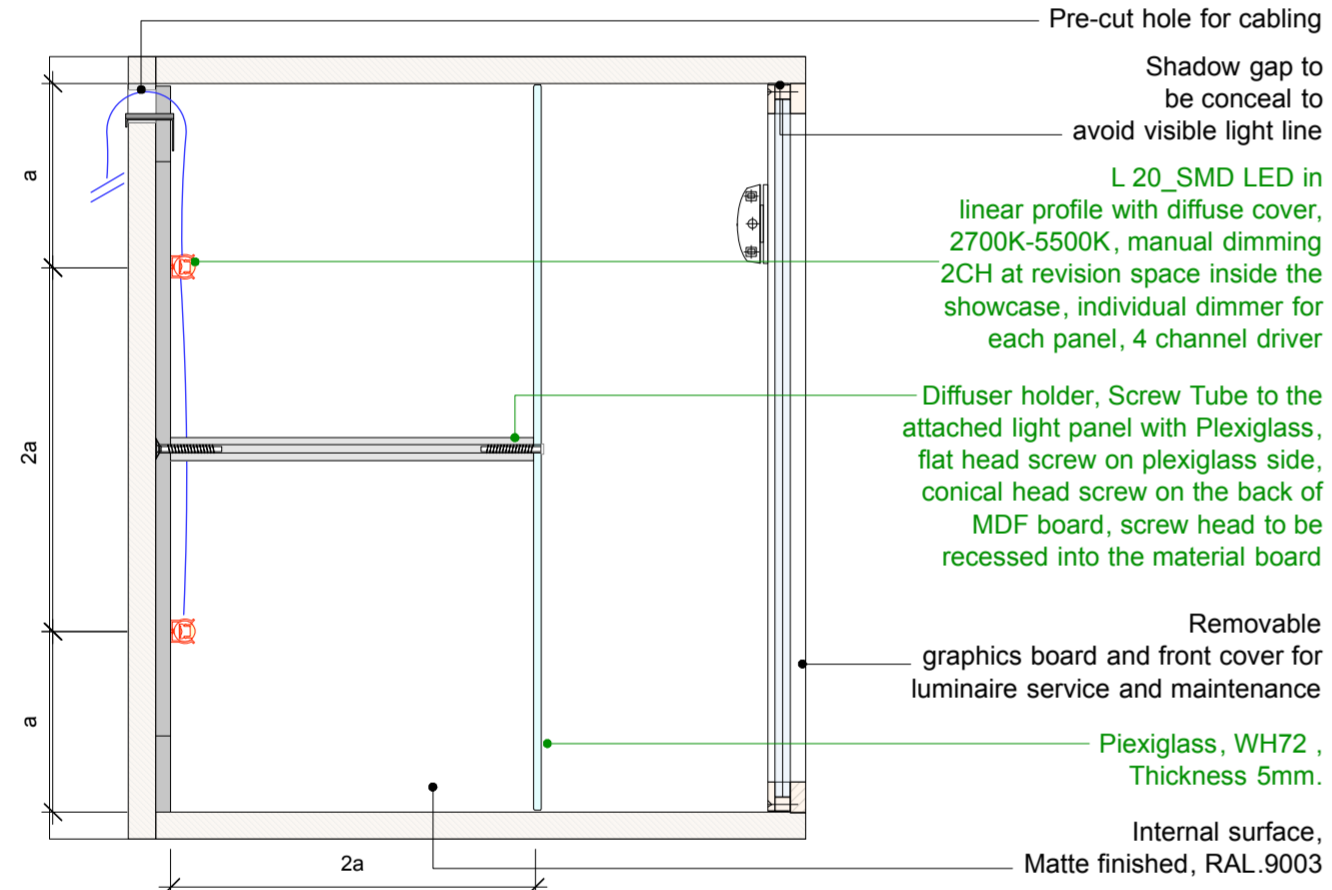 Pre-cut hole for cabling
Shadow gap to
be conceal to
avoid visible light line
L 20_SMD LED in
linear profile with diffuse cover,
2700K-5500K, manual dimming
2CH at revision space inside the
showcase, individual dimmer for
each panel, 4 channel driver
Diffuser holder, Screw Tube to the
attached light panel with Plexiglass,
flat head screw on plexiglass side,
conical head screw on the back of
MDF board, screw head to be
recessed into the material board
Removable
graphics board and front cover for
luminaire service and maintenance
Piexiglass, WH72 ,
Thickness 5mm.
Internal surface,
Matte finished, RAL.9003
a
2a
a
2a